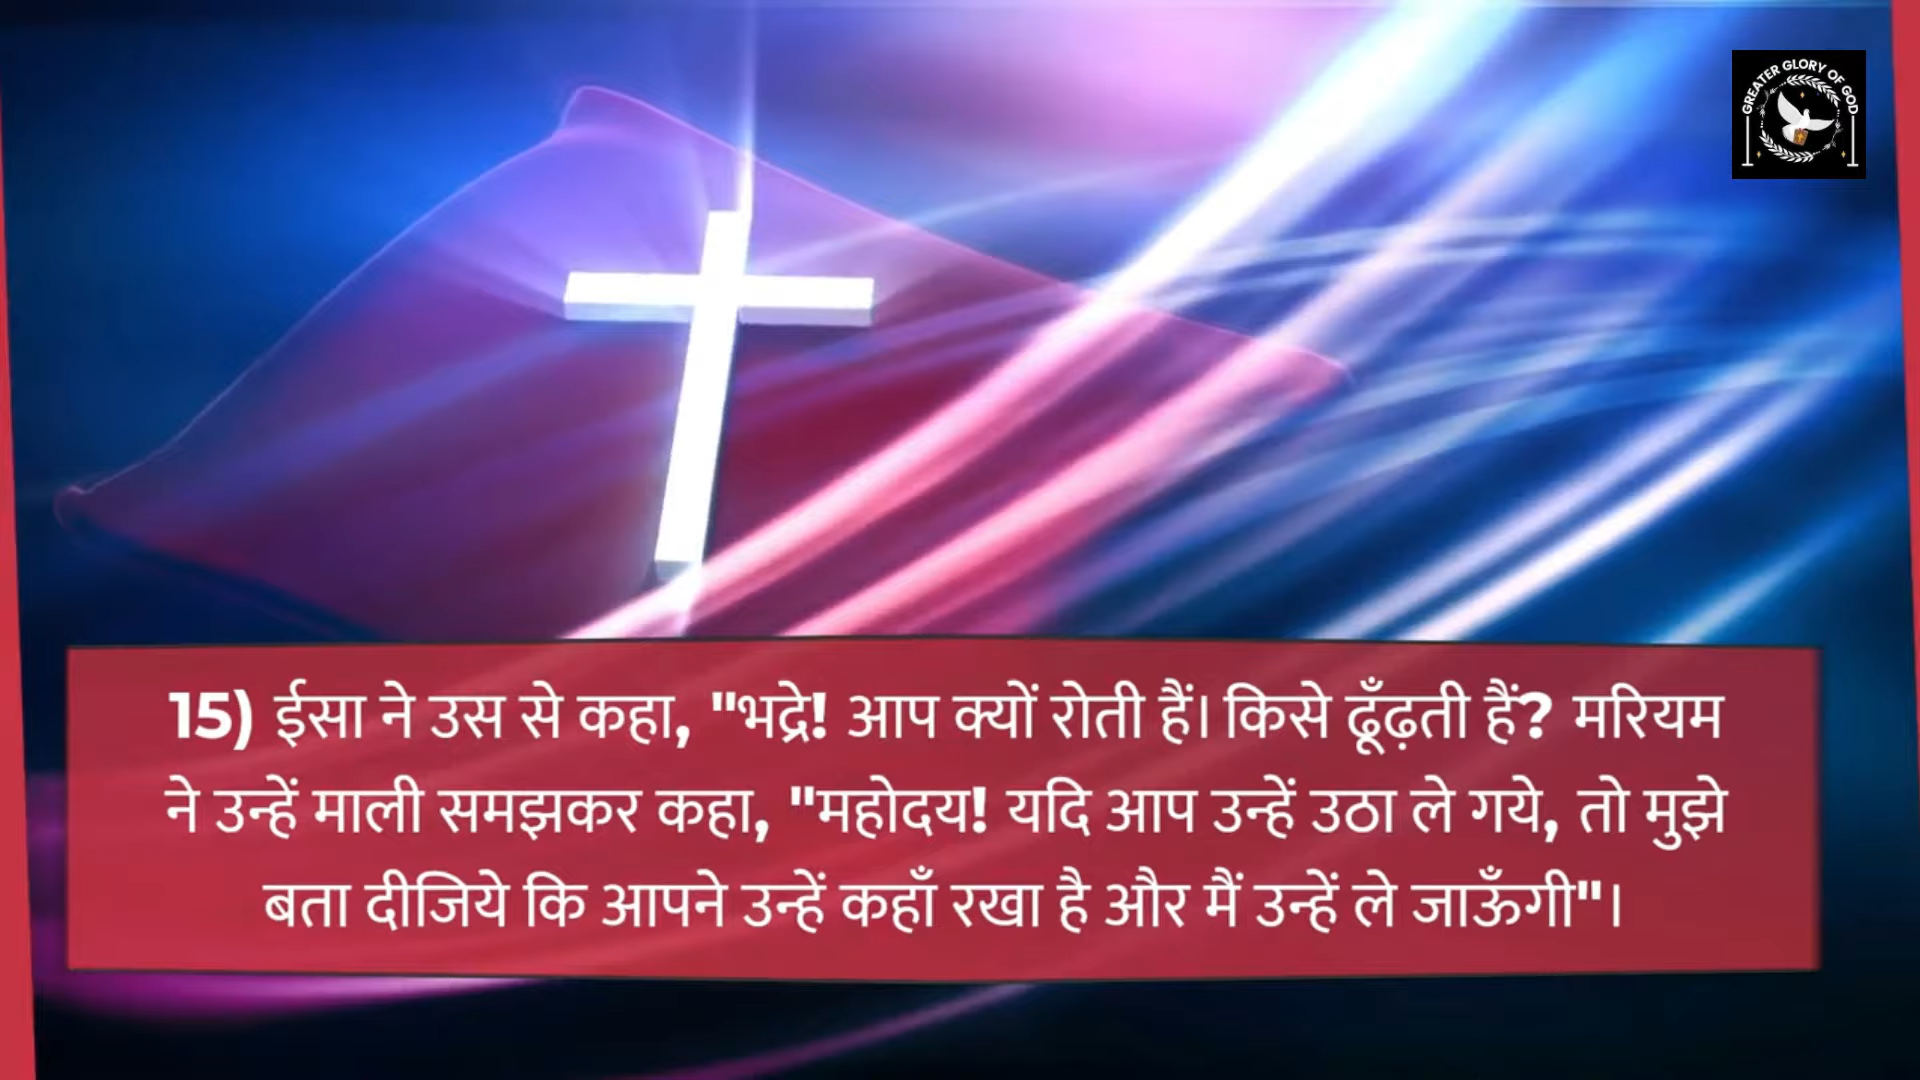 GREATER GLORY OF GOD
15) ईसा ने उस से कहा, "भद्रे! आप क्यों रोती हैं। किसे ढूँढ़ती हैं? मरियम
ने उन्हें माली समझकर कहा, "महोदय! यदि आप उन्हें उठा ले गये, तो मुझे
बता दीजिये कि आपने उन्हें कहाँ रखा है और मैं उन्हें ले जाऊँगी"।